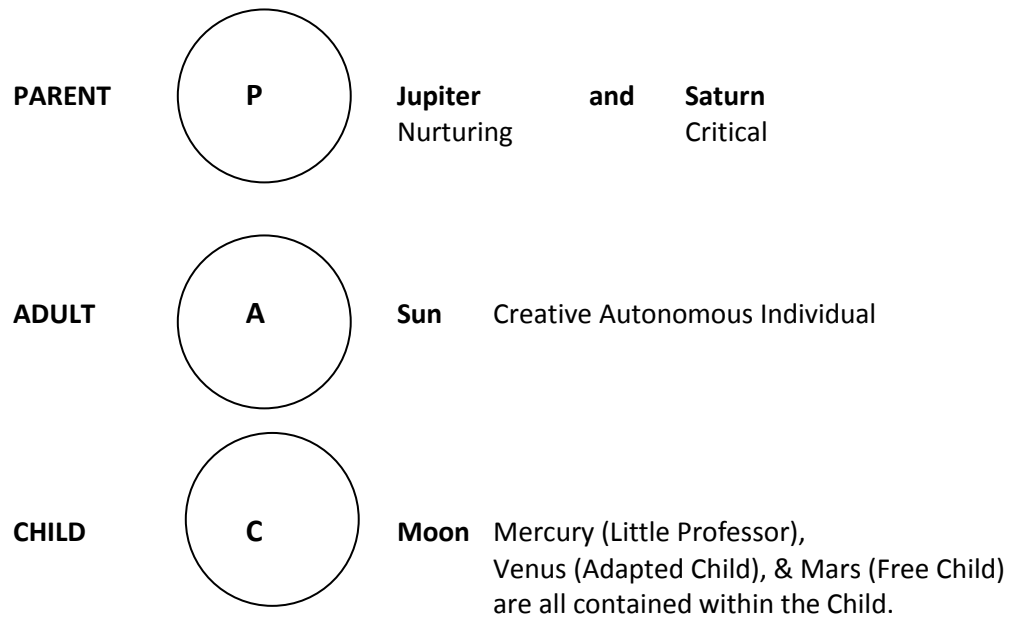 PARENT P Jupiter and Saturn
Nurturing Critical
ADULT A Sun Creative Autonomous Individual
CHILD C Moon Mercury (Little Professor),
Venus (Adapted Child), & Mars (Free Child)
are all contained within the Child.